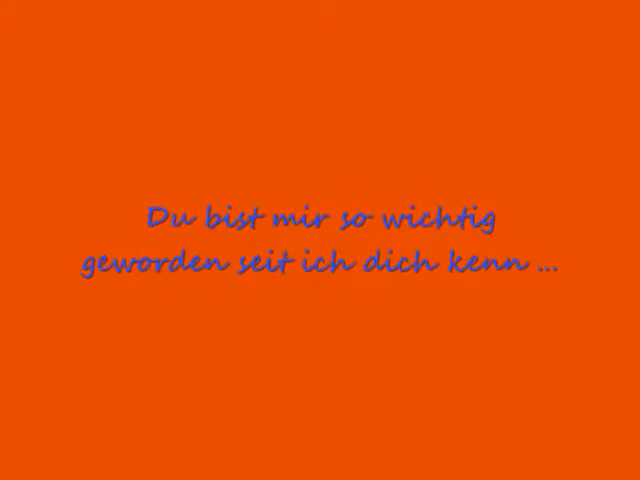 Du bist mir so wichtig
geworden seit ich dich kenn ...